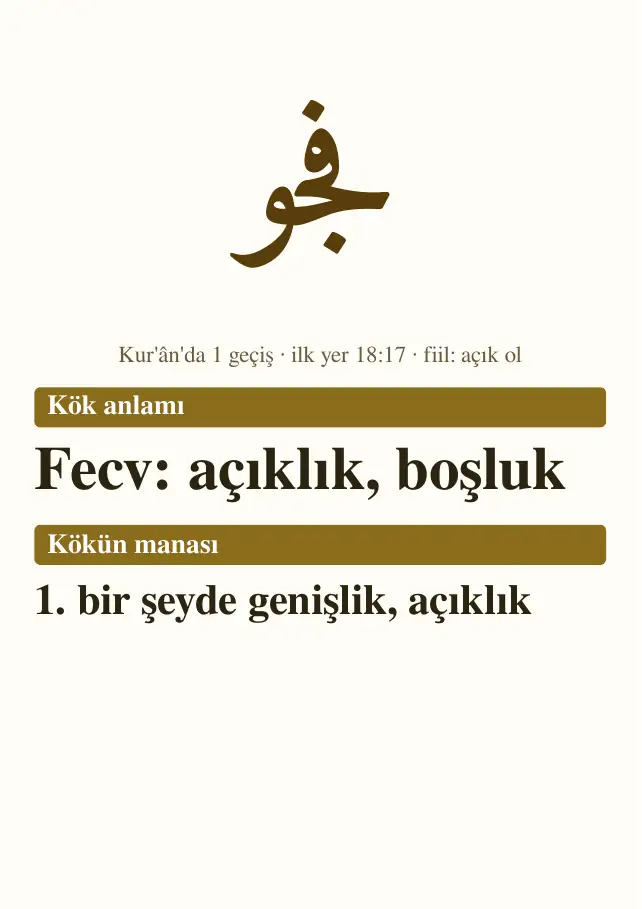 فجو
Kur'ân'da 1 geçiş · ilk yer 18:17 · fiil: açık ol
Kök anlamı
Fecv: açıklık, boşluk
Kökün manası
1. bir şeyde genişlik, açıklık